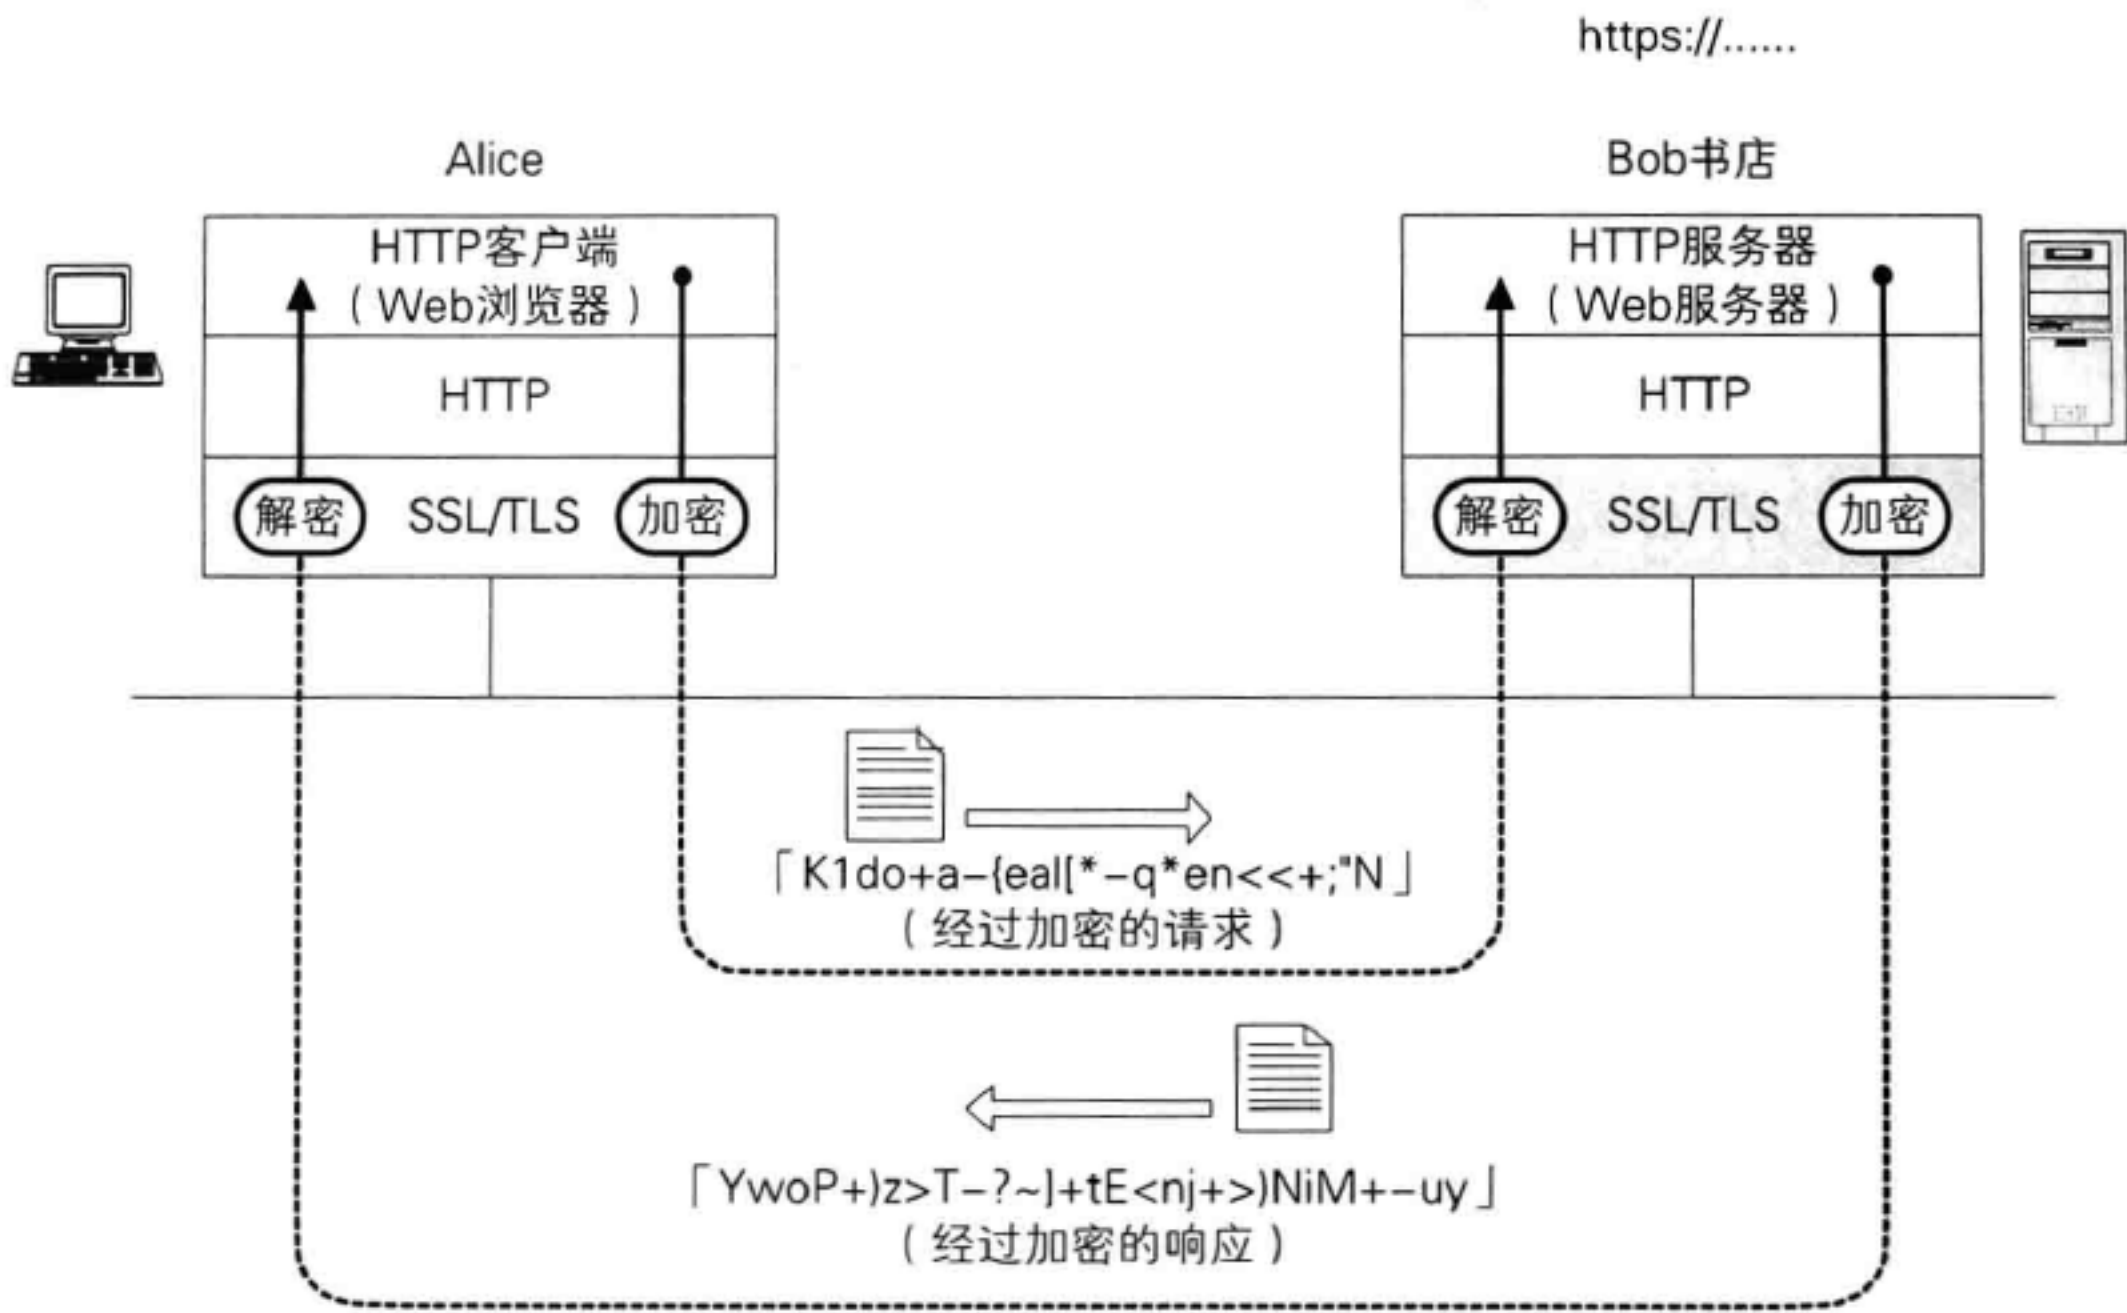 https://......
Alice
Bob书店
HTTP客户端
（Web浏览器）
HTTP
解密
SSL/TLS
加密
HTTP服务器
（Web服务器）
HTTP
解密
SSL/TLS
加密
「K1do+a−{eal[*−q*en<<+;"N」
（经过加密的请求）
「YwoP+)z>T−?~]+tE<nj+>)NiM+−uy」
（经过加密的响应）